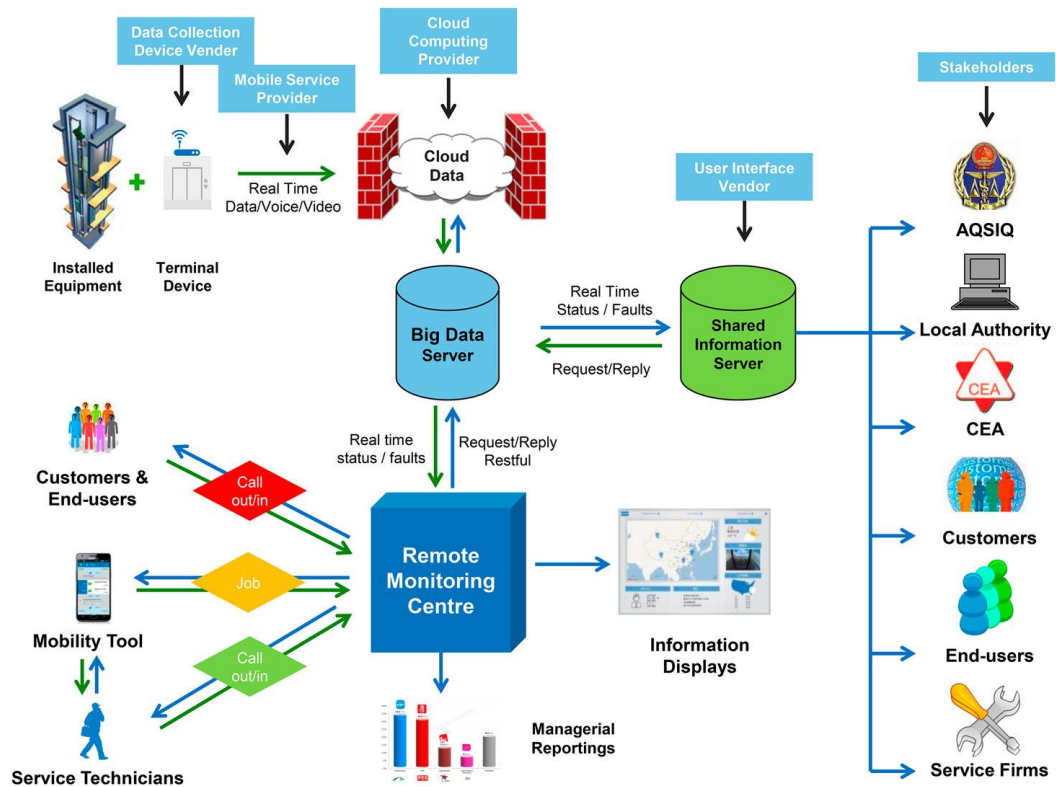 Data Collection
Device Vender
Mobile Service
Provider
Cloud
Computing
Provider
Stakeholders
Cloud
Data
Real Time
Data/Voice/Video
User Interface
Vendor
Installed
Equipment
Terminal
Device
AQSIQ
Big Data
Server
Real Time
Status / Faults
Request/Reply
Shared
Information
Server
Local Authority
CEA
CEA
Real time
status / faults
Request/Reply
Restful
Customers &
End-users
Call
out/in
Customers
Remote
Monitoring
Centre
Job
Mobility Tool
Call
out/in
Information
Displays
End-users
Managerial
Reportings
Service Technicians
Service Firms